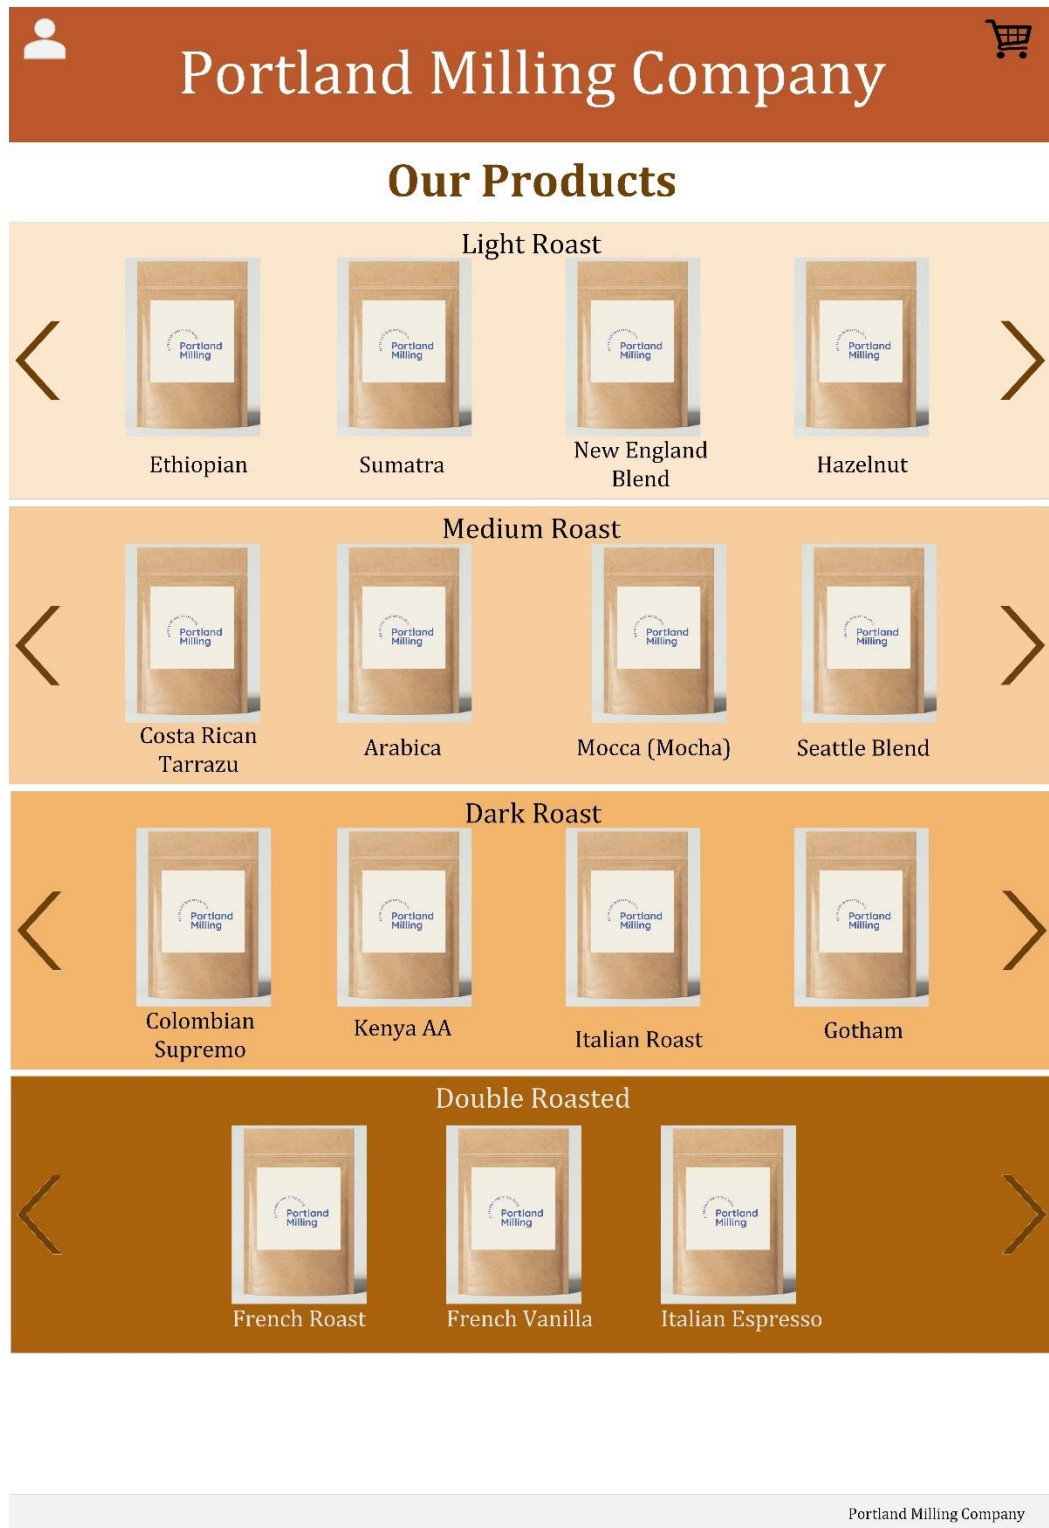 Portland Milling Company
Our Products
Light Roast
Portland
Milling
Portland
Milling
Portland
Milling
Portland
Milling
Ethiopian
Sumatra
New England
Blend
Hazelnut
Medium Roast
Portland
Milling
Portland
Milling
Portland
Milling
Portland
Milling
Costa Rican
Tarrazu
Arabica
Mocca (Mocha)
Seattle Blend
Dark Roast
Portland
Milling
Portland
Milling
Portland
Milling
Portland
Milling
Colombian
Supremo
Kenya AA
Italian Roast
Gotham
Double Roasted
Portland
Milling
Portland
Milling
Portland
Milling
French Roast
French Vanilla
Italian Espresso
Portland Milling Company